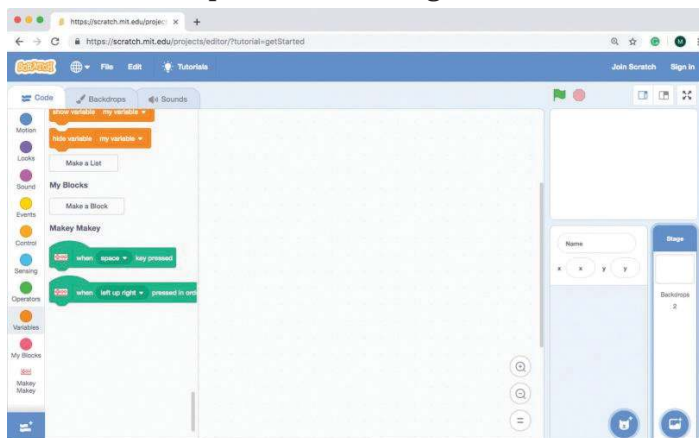 https://scratch.mit.edu/projec
https://scratch.mit.edu/projects/editor/?tutorial=getStarted
SCRATCH File Edit Tutorials Join Scratch Sign in
Code Backdrops Sounds
Motion
Looks
Sound
Events
Control
Sensing
Operators
Variables
My Blocks
Makey
Makey
show variable my variable
hide variable my variable
Make a List
My Blocks
Make a Block
Makey Makey
when space key pressed
when left up right pressed in ord
Name
x x y y
Stage
Backdrops
2